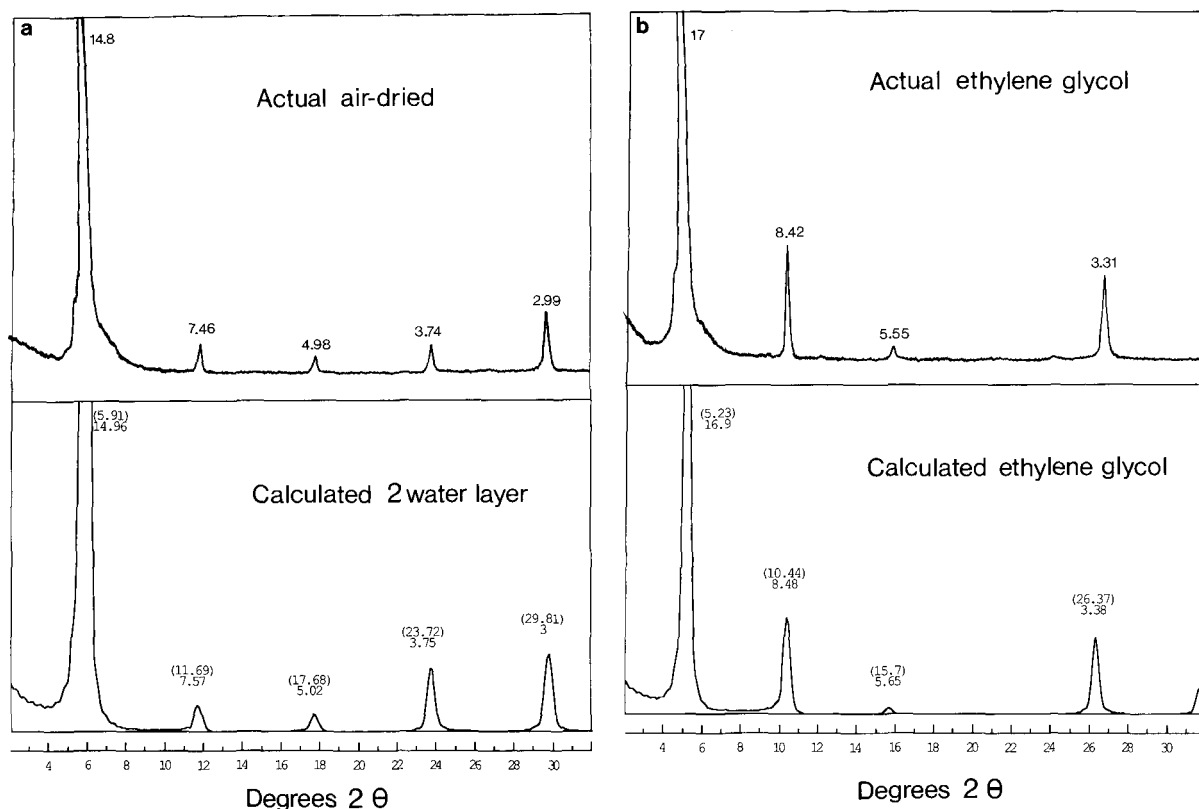 a
14.8
Actual air-dried
7.46
4.98
3.74
2.99
(5.91)
14.96
Calculated 2 water layer
(11.69)
7.57
(17.68)
5.02
(23.72)
3.75
(29.81)
3
4 6 8 10 12 14 16 18 20 22 24 26 28 30
Degrees 2 θ
b
17
Actual ethylene glycol
8.42
5.55
3.31
(5.23)
16.9
Calculated ethylene glycol
(10.44)
8.48
(15.7)
5.65
(26.37)
3.38
4 6 8 10 12 14 16 18 20 22 24 26 28 30
Degrees 2 θ